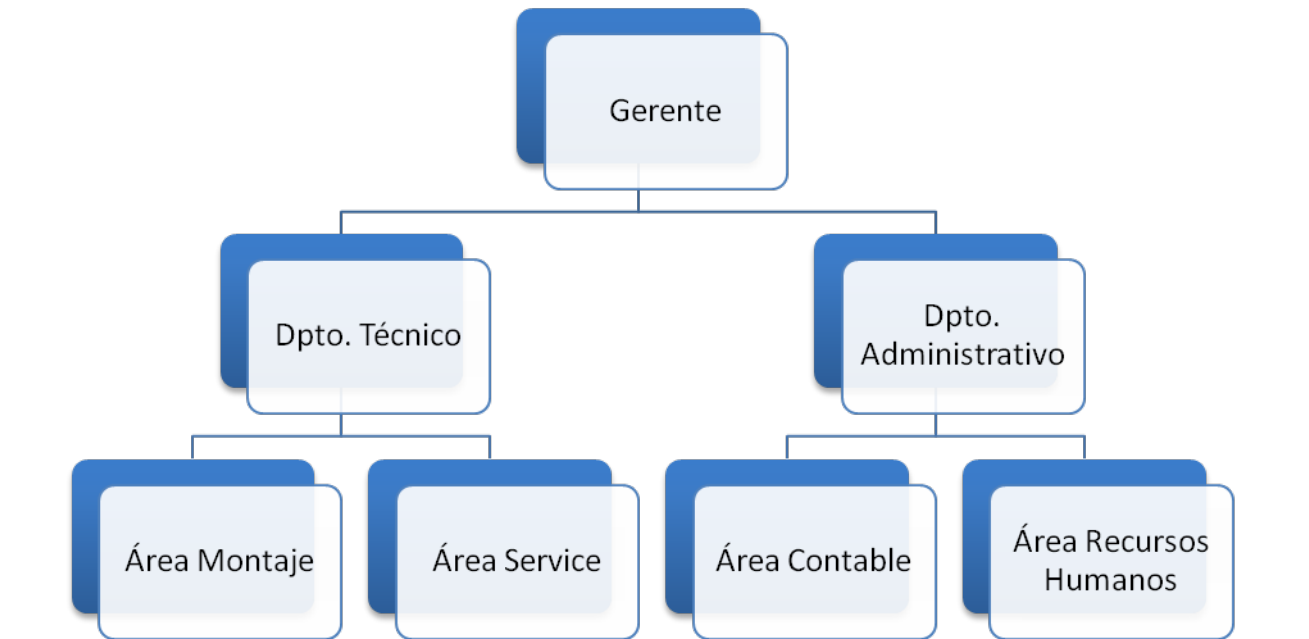 Gerente
Dpto. Técnico
Dpto.
Administrativo
Área Montaje
Área Service
Área Contable
Área Recursos
Humanos